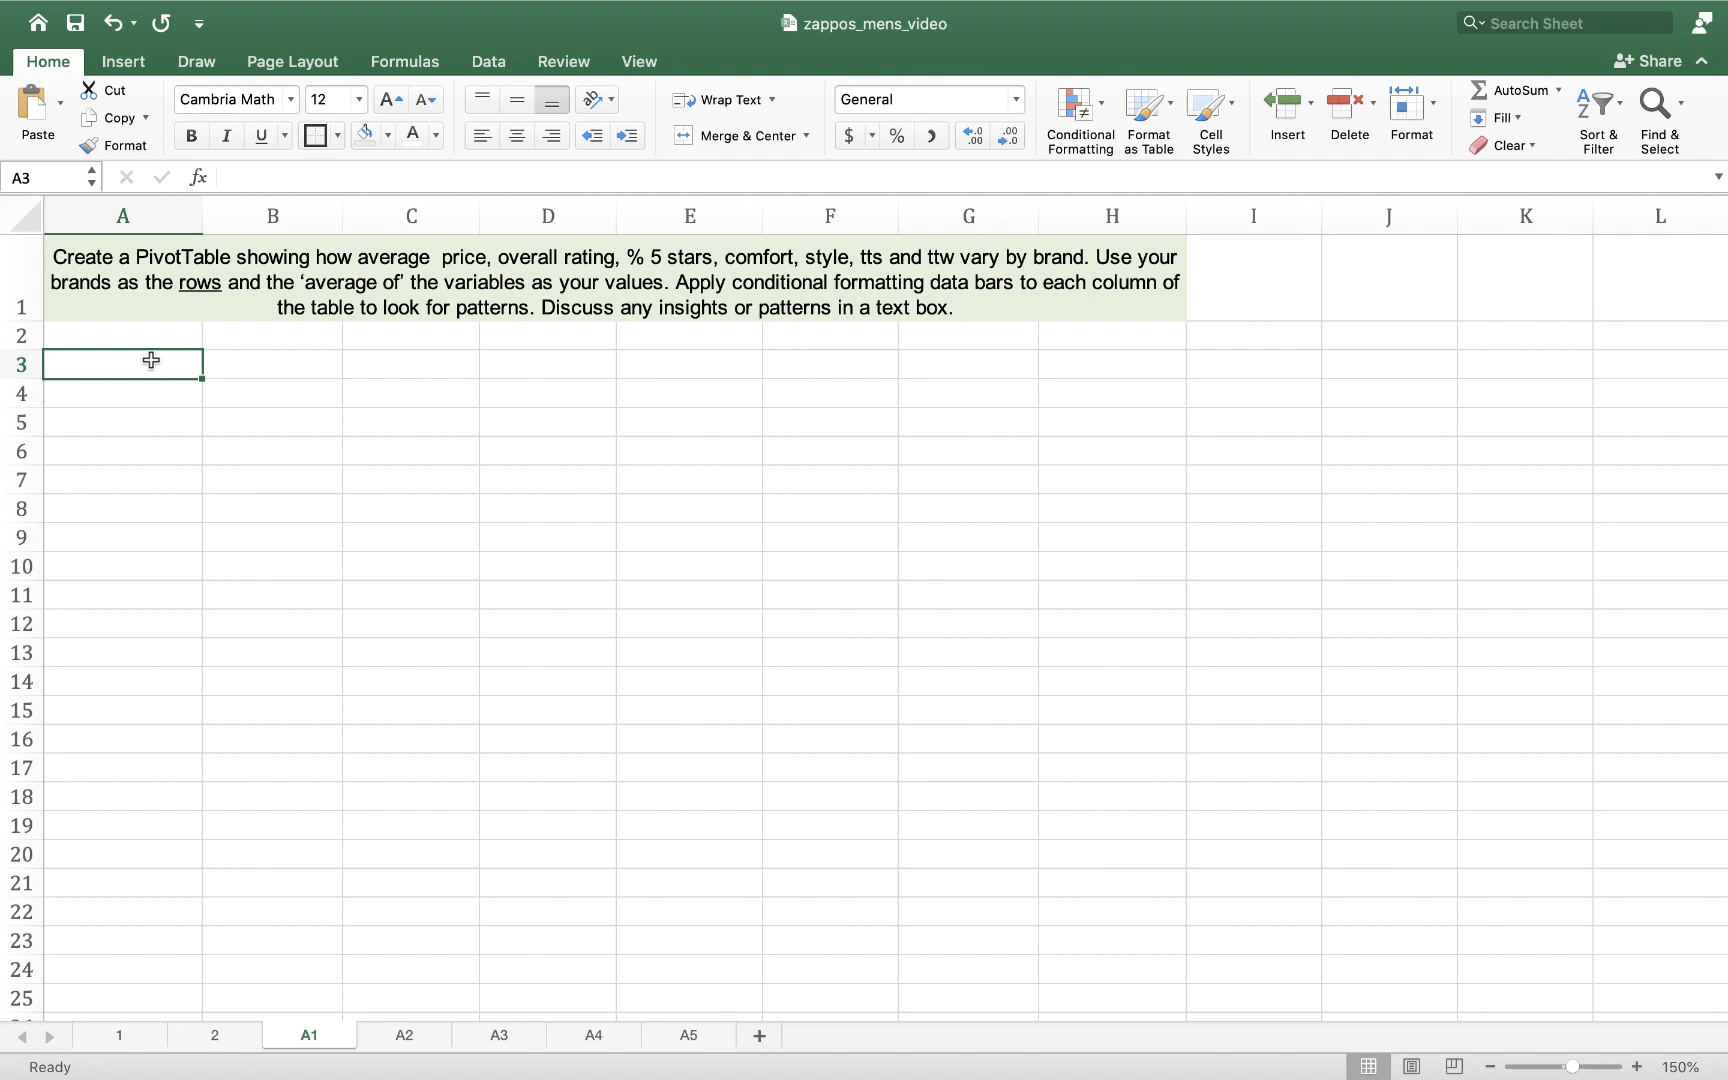 zappos_mens_video
Search Sheet
Home Insert Draw Page Layout Formulas Data Review View
Share
Paste
Cut
Copy
Format
Cambria Math 12
A A
B I U A
Wrap Text
Merge & Center
General
$ % )
Conditional Formatting
Format as Table
Cell Styles
Insert
Delete
Format
AutoSum
Fill
Clear
Sort & Filter
Find & Select
A3 fx
A B C D E F G H I J K L
Create a PivotTable showing how average  price, overall rating, % 5 stars, comfort, style, tts and ttw vary by brand. Use your
brands as the rows and the ‘average of’ the variables as your values. Apply conditional formatting data bars to each column of
the table to look for patterns. Discuss any insights or patterns in a text box.
1
2
3
4
5
6
7
8
9
10
11
12
13
14
15
16
17
18
19
20
21
22
23
24
25
1 2 A1 A2 A3 A4 A5 +
Ready
150%